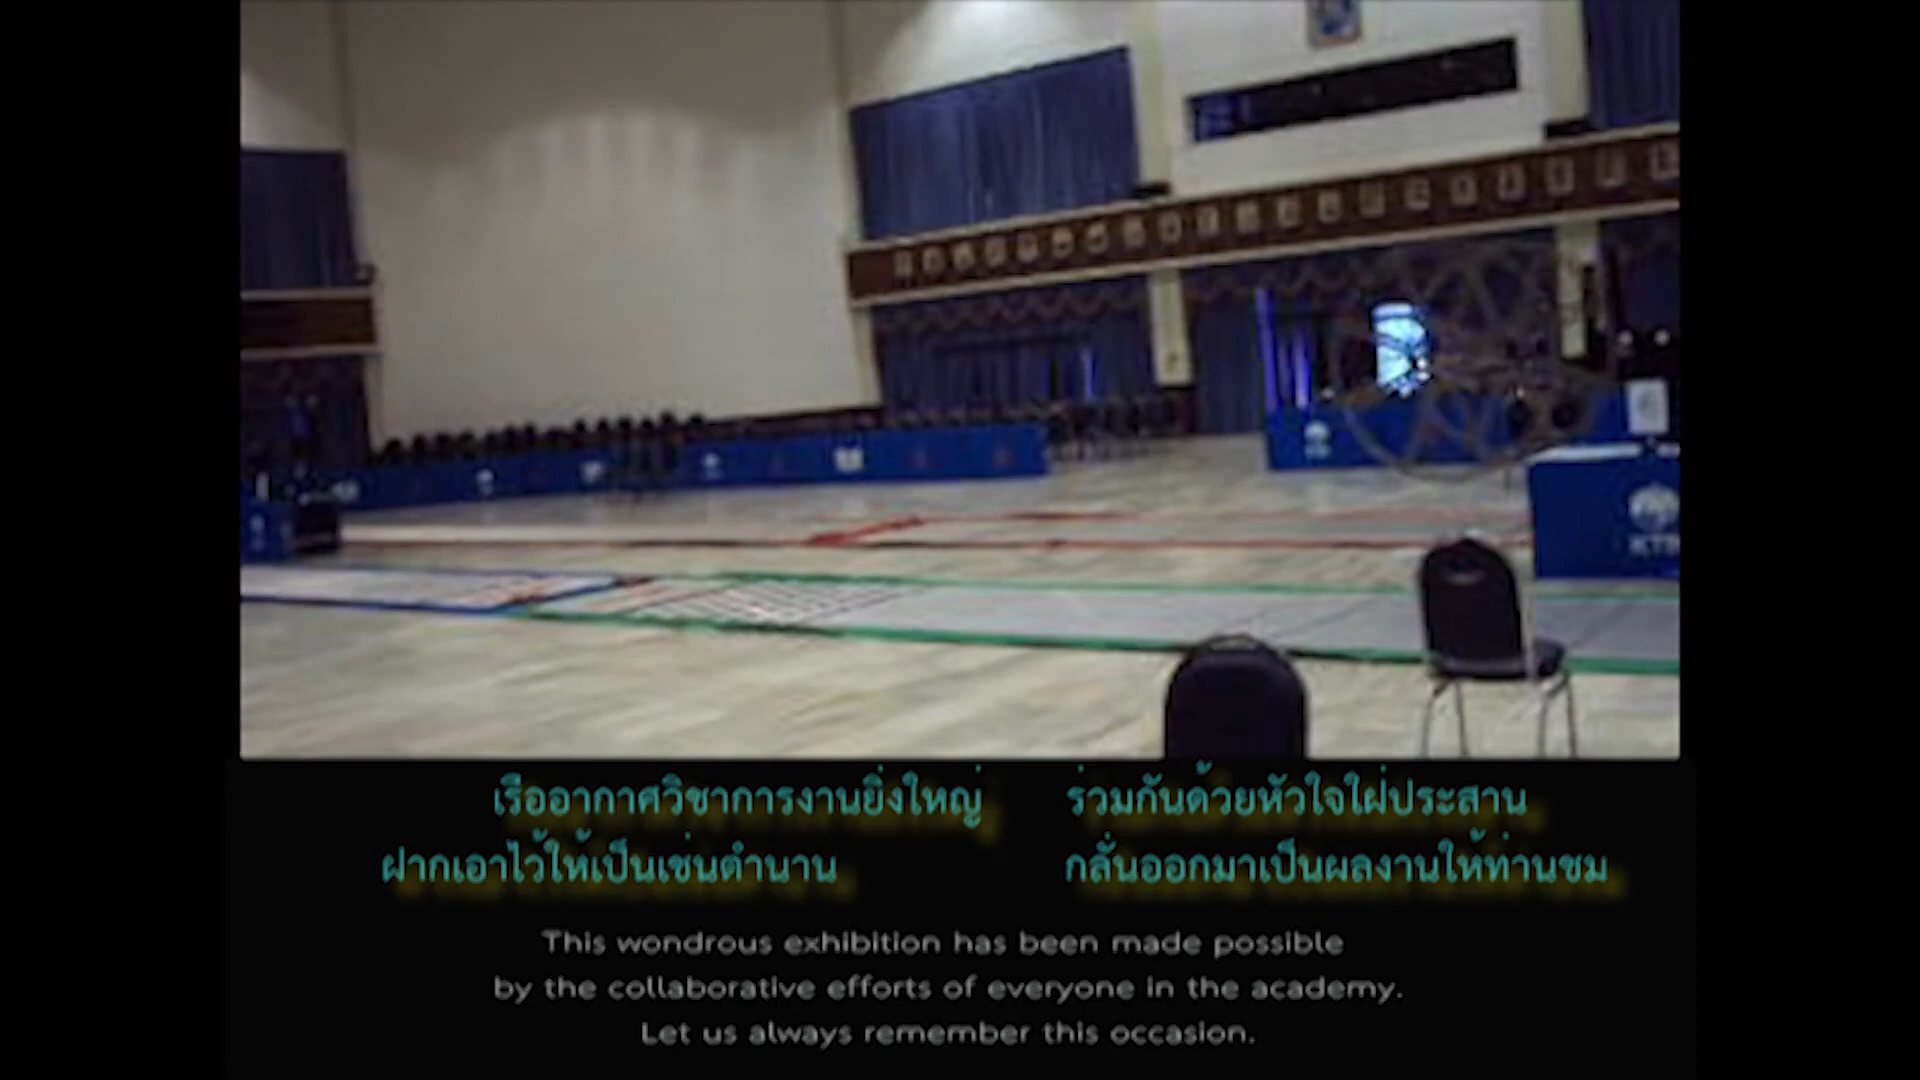 KTB
เรืออากาศวิชาการงานยิ่งใหญ่ ร่วมกันด้วยหัวใจใฝ่ประสาน
ฝากเอาไว้ให้เป็นเช่นตำนาน กลั่นออกมาเป็นผลงานให้ท่านชม
This wondrous exhibition has been made possible
by the collaborative efforts of everyone in the academy.
Let us always remember this occasion.